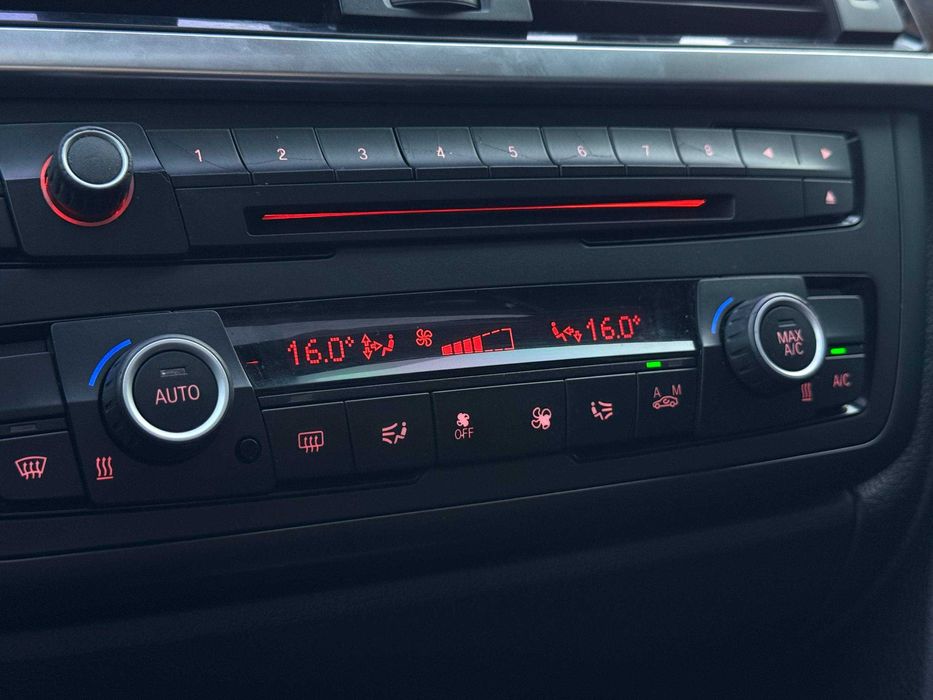 1 2 3 4 5 6 7 8
16.0° 16.0°
AUTO
MAX
A/C
OFF
A M
A/C